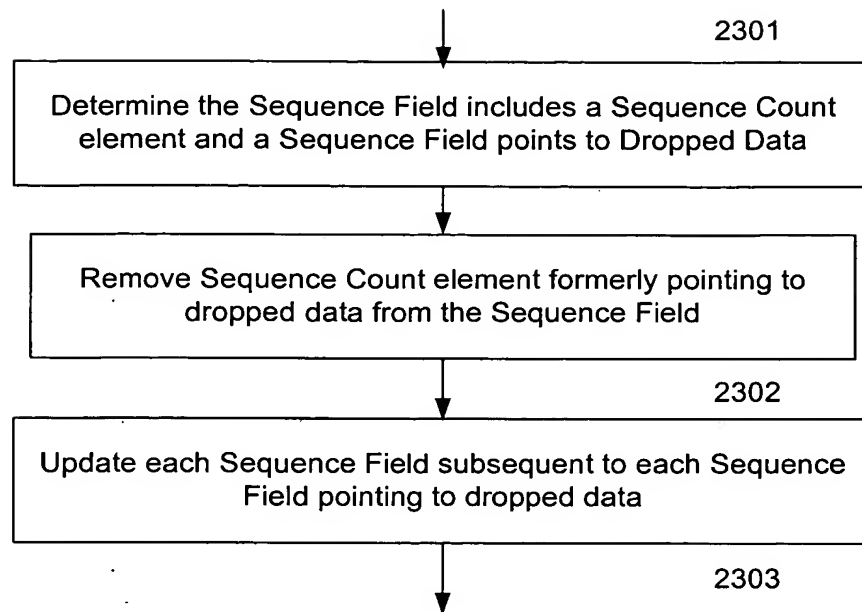 2301
Determine the Sequence Field includes a Sequence Count
element and a Sequence Field points to Dropped Data
Remove Sequence Count element formerly pointing to
dropped data from the Sequence Field
2302
Update each Sequence Field subsequent to each Sequence
Field pointing to dropped data
2303